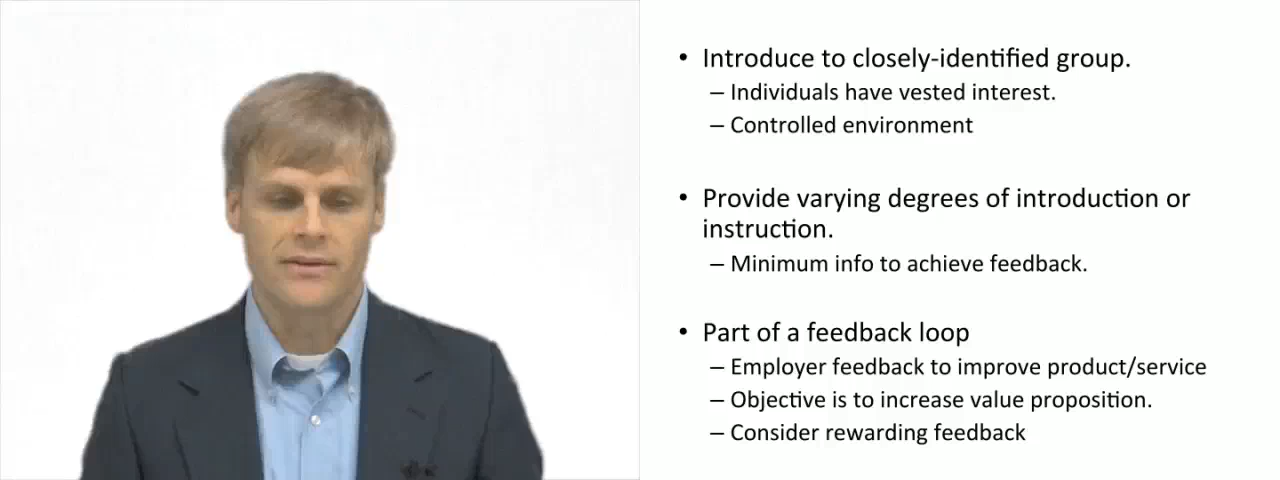 • Introduce to closely-identified group.
– Individuals have vested interest.
– Controlled environment
• Provide varying degrees of introduction or
instruction.
– Minimum info to achieve feedback.
• Part of a feedback loop
– Employer feedback to improve product/service
– Objective is to increase value proposition.
– Consider rewarding feedback